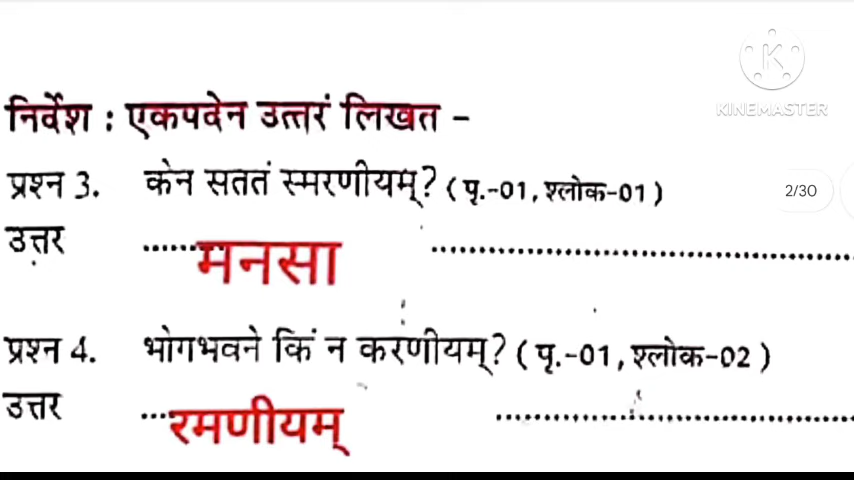 KINEMASTER
निर्देश : एकपदेन उत्तरं लिखत -
प्रश्न 3. केन सततं स्मरणीयम्? (पृ.-01, श्लोक-01)
2/30
उत्तर ...... मनसा ..............................
प्रश्न 4. भोगभवने किं न करणीयम्? (पृ.-01, श्लोक-02)
उत्तर ... रमणीयम् ..............................